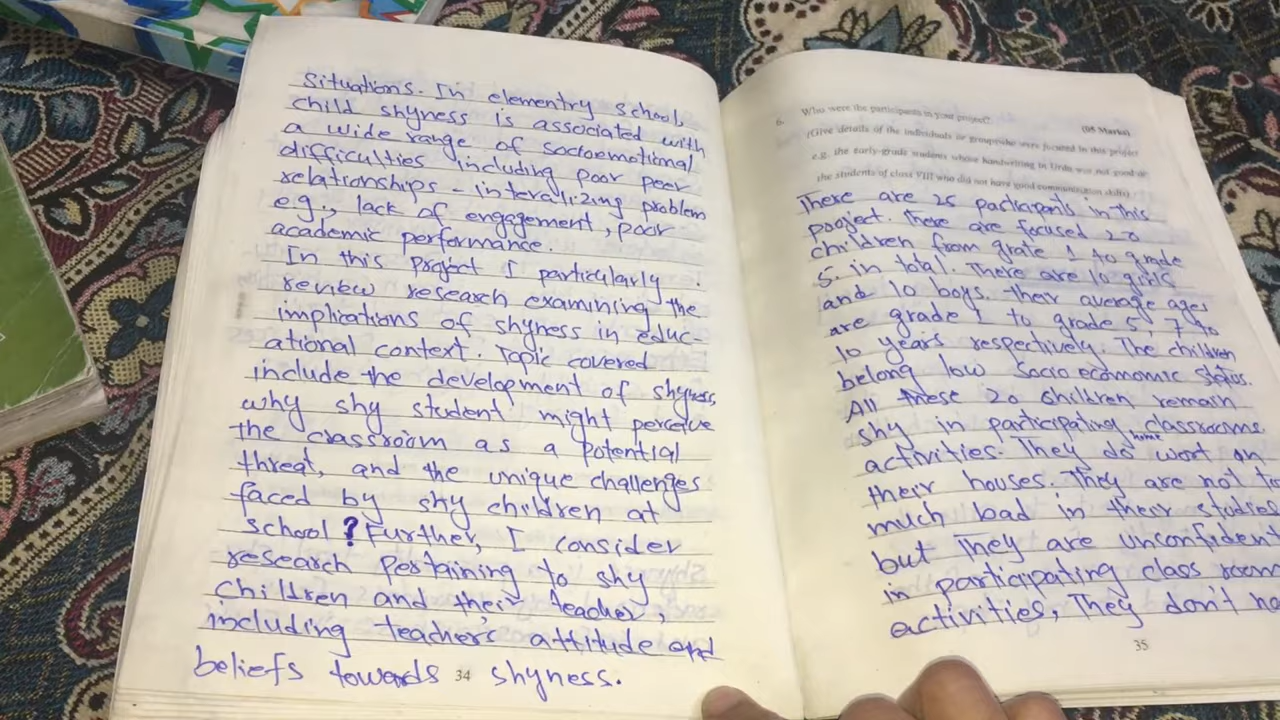 situations. In elementry school,
child shyness is associated with
a wide range of socioemotional
difficulties including poor peer
relationships - internalizing problem
e.g., lack of engagement, poor
academic performance.
In this project I particularly
review research examining the
implications of shyness in educ-
ational context. Topic covered
include the development of shyness,
why shy student might perceive
the classroom as a potential
threat, and the unique challenges
faced by shy children at
school? Further, I consider
research pertaining to shy
children and their teacher,
including teacher's attitude and
beliefs towards shyness.
34
6. Who were the participants in your project? (05 Marks)
(Give details of the individuals or groups who were focused in this project
e.g. the early-grade students whose handwriting in Urdu was not good or
the students of class VIII who did not have good communication skills)
There are 25 participants in this
project. There are focused 20
children from grate 1 to grade
5. in total. There are 10 girls
and 10 boys. Their average ages
are grade 1 to grade 5, 7 to
10 years respectively. The children
belong low Socio economic status.
All these 20 children remain
shy in participating classroome
activities. They do home wort on
their houses. They are not too
much bad in their studies
but They are unconfident
in participating class room
activities, They don't
35